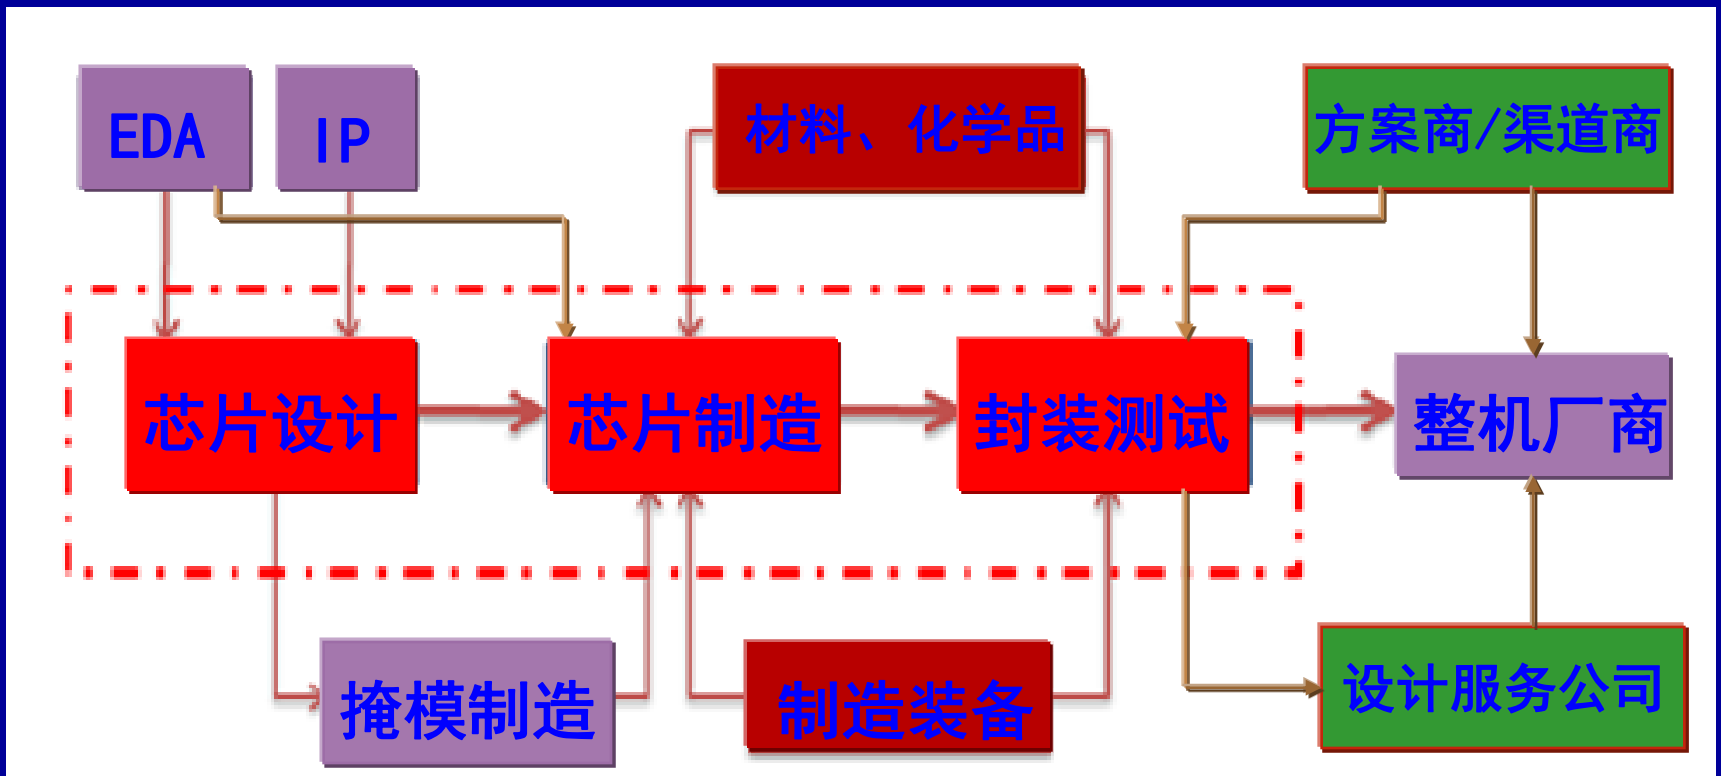 EDA
IP
材料、化学品
方案商/渠道商
芯片设计
芯片制造
封装测试
整机厂商
掩模制造
制造装备
设计服务公司